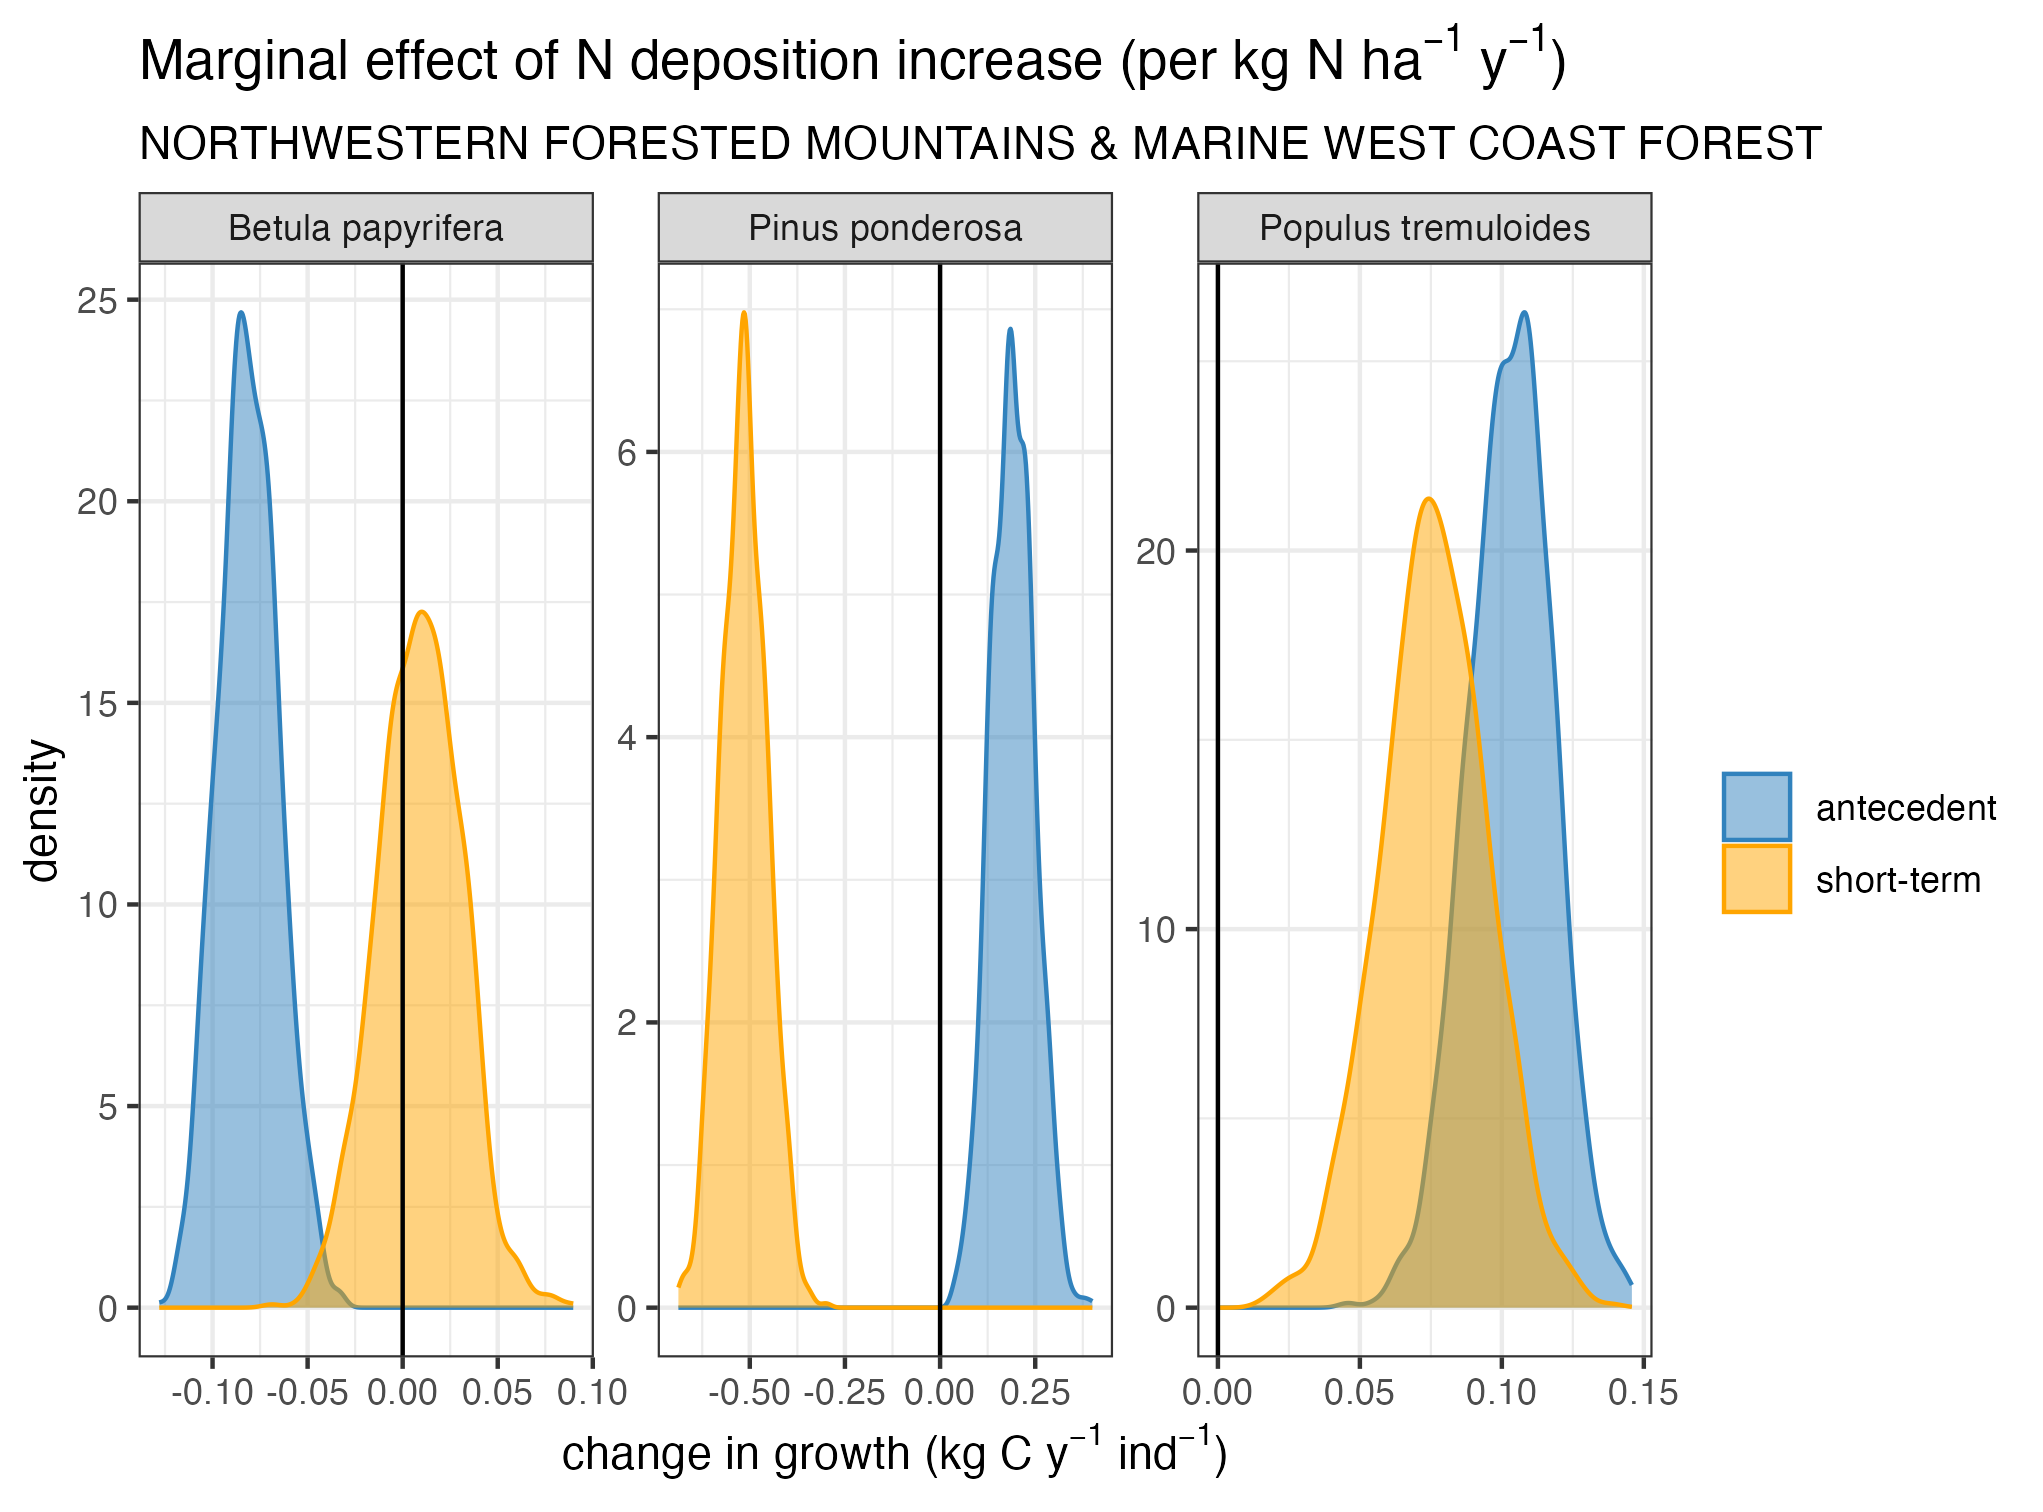 Marginal effect of N deposition increase (per kg N ha⁻¹ y⁻¹)
NORTHWESTERN FORESTED MOUNTAINS & MARINE WEST COAST FOREST
Betula papyrifera
Pinus ponderosa
Populus tremuloides
density
25
20
15
10
5
0
6
4
2
0
20
10
0
-0.10 -0.05 0.00 0.05 0.10
-0.50 -0.25 0.00 0.25
0.00 0.05 0.10 0.15
change in growth (kg C y⁻¹ ind⁻¹)
antecedent
short-term